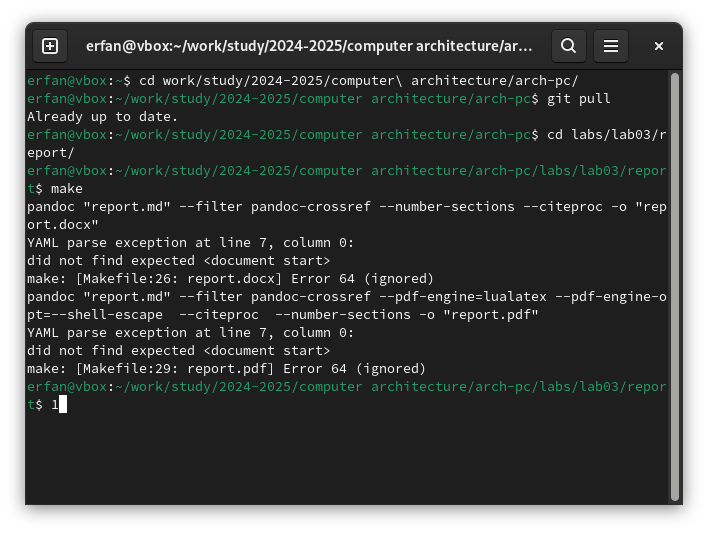 erfan@vbox:~/work/study/2024-2025/computer architecture/ar...
erfan@vbox:~$ cd work/study/2024-2025/computer\ architecture/arch-pc/
erfan@vbox:~/work/study/2024-2025/computer architecture/arch-pc$ git pull
Already up to date.
erfan@vbox:~/work/study/2024-2025/computer architecture/arch-pc$ cd labs/lab03/r
eport/
erfan@vbox:~/work/study/2024-2025/computer architecture/arch-pc/labs/lab03/repor
t$ make
pandoc "report.md" --filter pandoc-crossref --number-sections --citeproc -o "rep
ort.docx"
YAML parse exception at line 7, column 0:
did not find expected <document start>
make: [Makefile:26: report.docx] Error 64 (ignored)
pandoc "report.md" --filter pandoc-crossref --pdf-engine=lualatex --pdf-engine-o
pt=--shell-escape  --citeproc  --number-sections -o "report.pdf"
YAML parse exception at line 7, column 0:
did not find expected <document start>
make: [Makefile:29: report.pdf] Error 64 (ignored)
erfan@vbox:~/work/study/2024-2025/computer architecture/arch-pc/labs/lab03/repor
t$ l